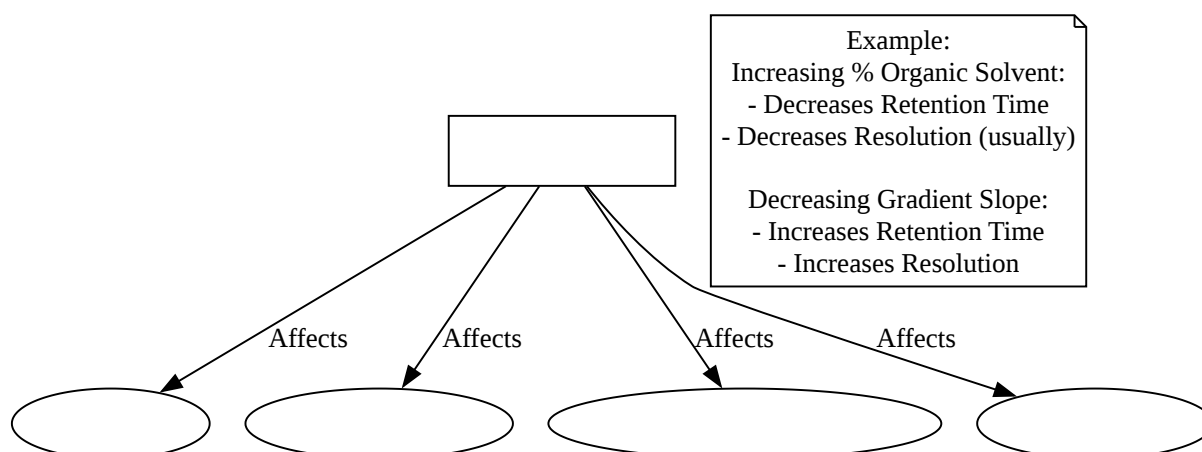 Example:
Increasing % Organic Solvent:
- Decreases Retention Time
- Decreases Resolution (usually)
Decreasing Gradient Slope:
- Increases Retention Time
- Increases Resolution
Affects
Affects
Affects
Affects